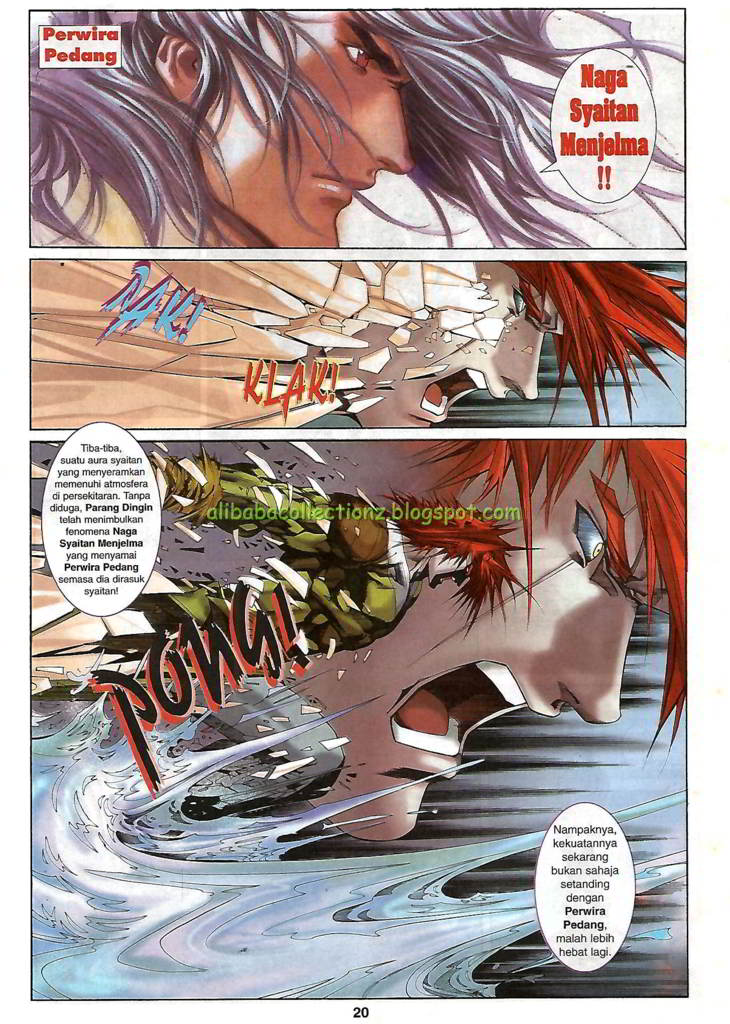 Perwira
Pedang
Naga
Syaitan
Menjelma
!!
PAK!
KLAK!
Tiba-tiba,
suatu aura syaitan
yang menyeramkan
memenuhi atmosfera
di persekitaran. Tanpa
diduga, Parang Dingin
telah menimbulkan
fenomena Naga
Syaitan Menjelma
yang menyamai
Perwira Pedang
semasa dia dirasuk
syaitan!
alibabacollectionz.blogspot.com
PONG!
Nampaknya,
kekuatannya
sekarang
bukan sahaja
setanding
dengan
Perwira
Pedang,
malah lebih
hebat lagi.
20